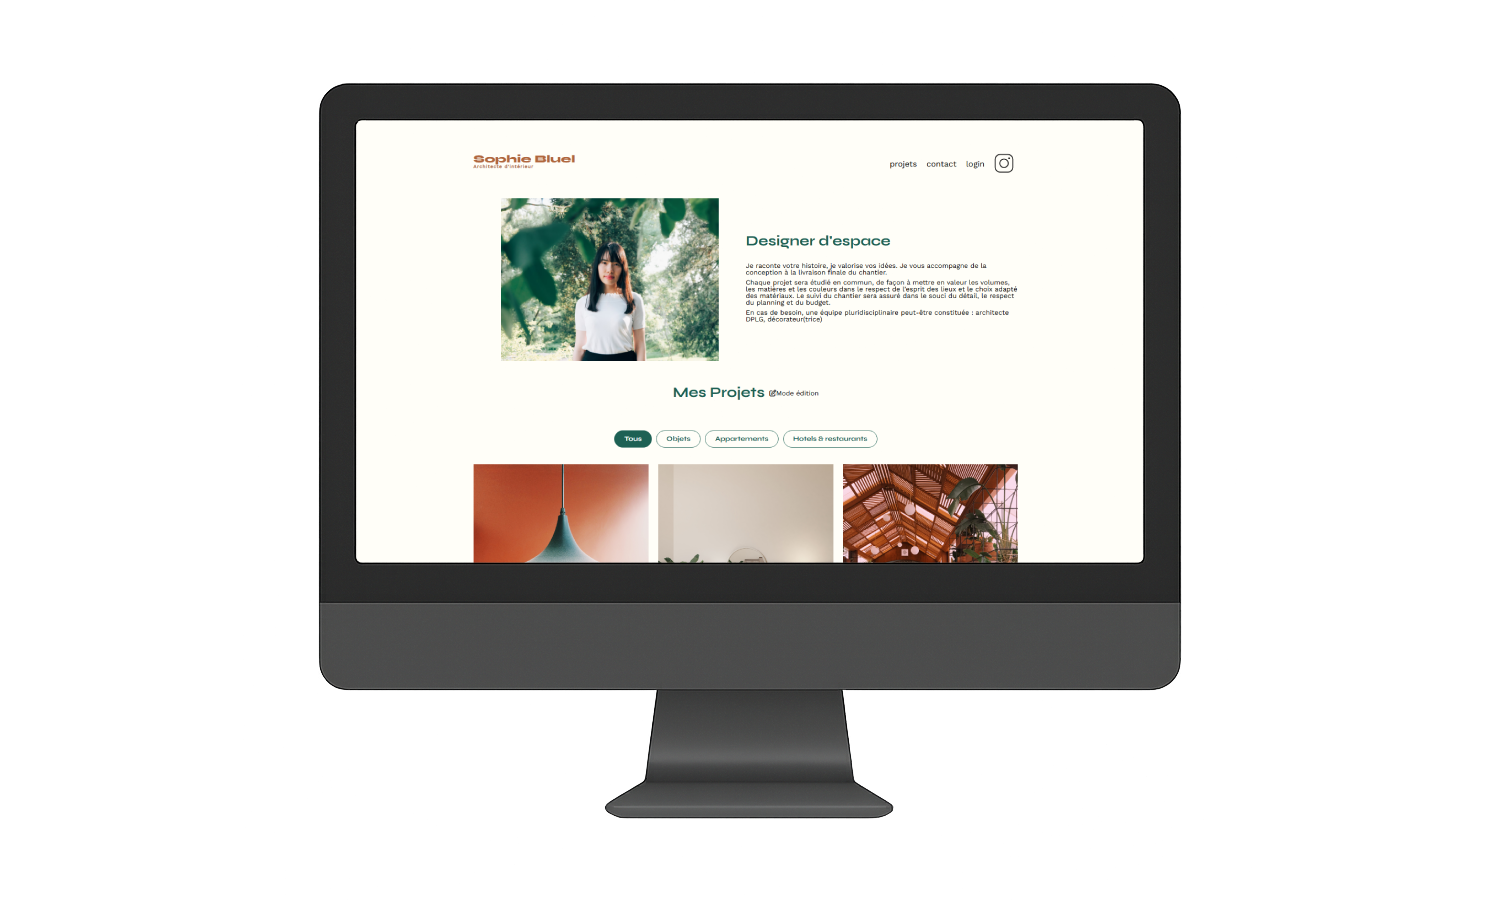 Sophie Bluel
Architecte d'intérieur
projets contact login
Designer d'espace
Je raconte votre histoire, je valorise vos idées. Je vous accompagne de la
conception à la livraison finale du chantier.
Chaque projet sera étudié en commun, de façon à mettre en valeur les volumes,
les matières et les couleurs dans le respect de l'esprit des lieux et le choix adapté
des matériaux. Le suivi du chantier sera assuré dans le souci du détail, le respect
du planning et du budget.
En cas de besoin, une équipe pluridisciplinaire peut-être constituée : architecte
DPLG, décorateur(trice)
Mes Projets Mode édition
Tous Objets Appartements Hotels & restaurants